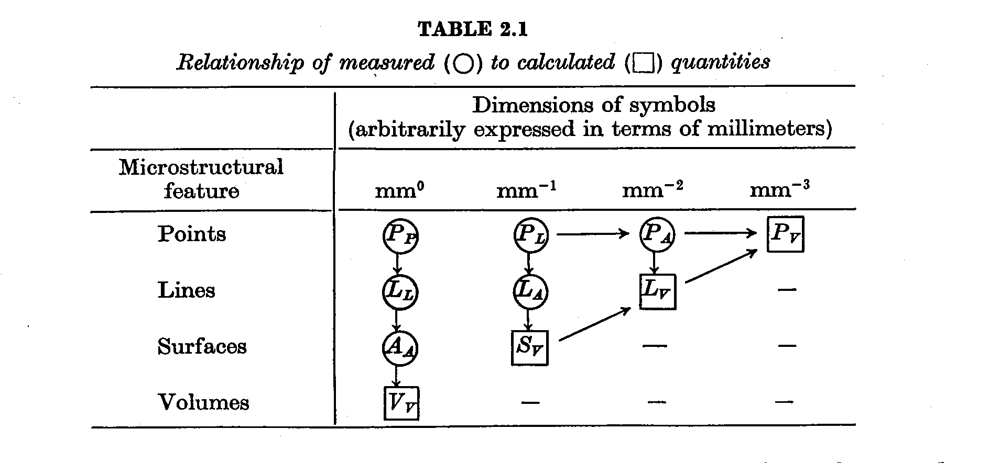 TABLE 2.1
Relationship of measured (○) to calculated (□) quantities
Dimensions of symbols
(arbitrarily expressed in terms of millimeters)
Microstructural
feature mm⁰ mm⁻¹ mm⁻² mm⁻³
Points P_P P_L → P_A → P_V
Lines L_L L_A L_V —
Surfaces A_A S_V — —
Volumes V_V — — —